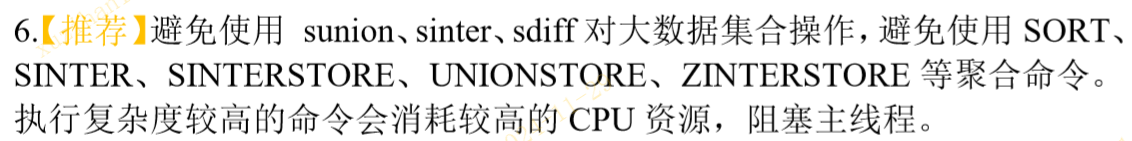 6.【推荐】避免使用 sunion、sinter、sdiff 对大数据集合操作，避免使用 SORT、
SINTER、SINTERSTORE、UNIONSTORE、ZINTERSTORE 等聚合命令。
执行复杂度较高的命令会消耗较高的 CPU 资源，阻塞主线程。